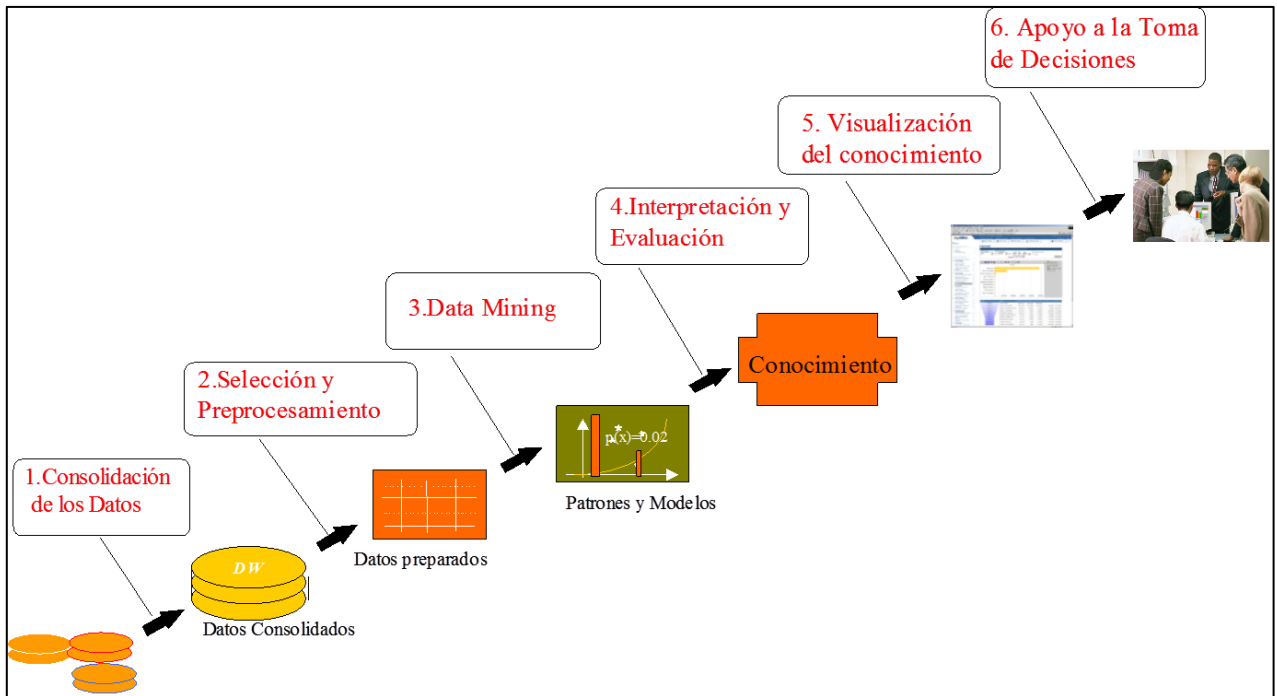 1.Consolidación
de los Datos
2.Selección y
Preprocesamiento
3.Data Mining
4.Interpretación y
Evaluación
5. Visualización
del conocimiento
6. Apoyo a la Toma
de Decisiones
DW
Datos Consolidados
Datos preparados
p(x)=0.02
Patrones y Modelos
Conocimiento